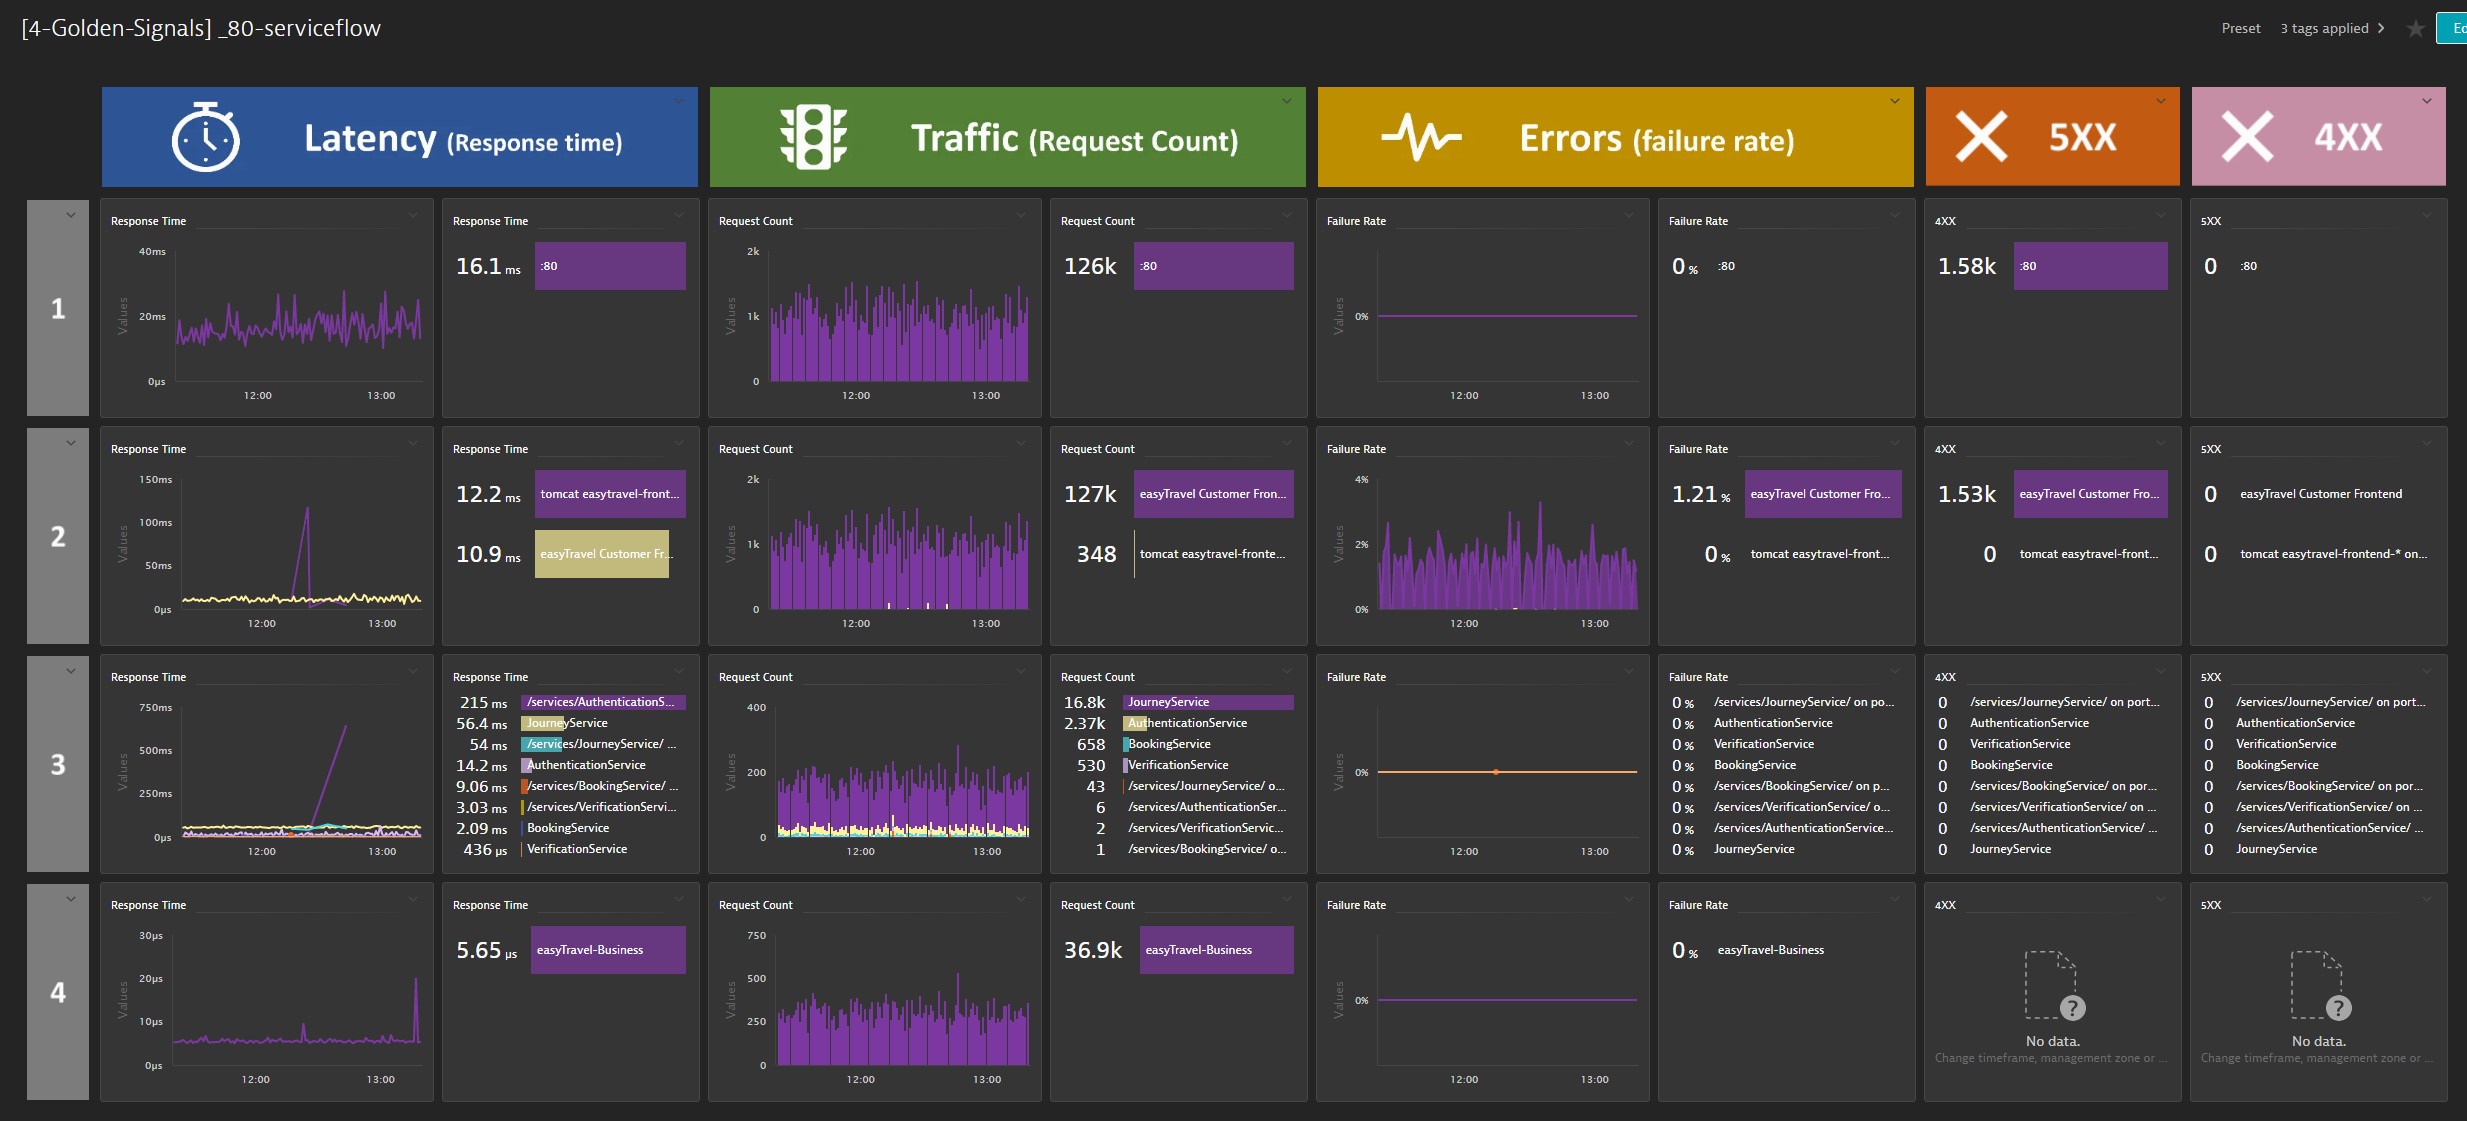 [4-Golden-Signals] _80-serviceflow
Preset 3 tags applied
Ed
Latency (Response time)
Traffic (Request Count)
Errors (failure rate)
5XX
4XX
1
Response Time
40ms
20ms
0µs
Values
12:00 13:00
Response Time
16.1 ms :80
Request Count
2k
1k
0
Values
12:00 13:00
Request Count
126k :80
Failure Rate
0%
Values
12:00 13:00
Failure Rate
0 % :80
4XX
1.58k :80
5XX
0 :80
2
Response Time
150ms
100ms
50ms
0µs
Values
12:00 13:00
Response Time
12.2 ms tomcat easytravel-front...
10.9 ms easyTravel Customer Fr...
Request Count
2k
1k
0
Values
12:00 13:00
Request Count
127k easyTravel Customer Fron...
348 tomcat easytravel-fronte...
Failure Rate
4%
2%
0%
Values
12:00 13:00
Failure Rate
1.21 % easyTravel Customer Fro...
0 % tomcat easytravel-front...
4XX
1.53k easyTravel Customer Fro...
0 tomcat easytravel-front...
5XX
0 easyTravel Customer Frontend
0 tomcat easytravel-frontend-* on...
3
Response Time
750ms
500ms
250ms
0µs
Values
12:00 13:00
Response Time
215 ms /services/AuthenticationS...
56.4 ms JourneyService
54 ms /services/JourneyService/ ...
14.2 ms AuthenticationService
9.06 ms /services/BookingService/ ...
3.03 ms /services/VerificationServi...
2.09 ms BookingService
436 µs VerificationService
Request Count
400
200
0
Values
12:00 13:00
Request Count
16.8k JourneyService
2.37k AuthenticationService
658 BookingService
530 VerificationService
43 /services/JourneyService/ o...
6 /services/AuthenticationSer...
2 /services/VerificationServic...
1 /services/BookingService/ o...
Failure Rate
0%
Values
12:00 13:00
Failure Rate
0 % /services/JourneyService/ on po...
0 % AuthenticationService
0 % VerificationService
0 % BookingService
0 % /services/BookingService/ on p...
0 % /services/VerificationService/ o...
0 % /services/AuthenticationService...
0 % JourneyService
4XX
0 /services/JourneyService/ on port...
0 AuthenticationService
0 VerificationService
0 BookingService
0 /services/BookingService/ on por...
0 /services/VerificationService/ on ...
0 /services/AuthenticationService/ ...
0 JourneyService
5XX
0 /services/JourneyService/ on port...
0 AuthenticationService
0 VerificationService
0 BookingService
0 /services/BookingService/ on por...
0 /services/VerificationService/ on ...
0 /services/AuthenticationService/ ...
0 JourneyService
4
Response Time
30µs
20µs
10µs
0µs
Values
12:00 13:00
Response Time
5.65 µs easyTravel-Business
Request Count
750
500
250
0
Values
12:00 13:00
Request Count
36.9k easyTravel-Business
Failure Rate
0%
Values
12:00 13:00
Failure Rate
0 % easyTravel-Business
4XX
?
No data.
Change timeframe, management zone or ...
5XX
?
No data.
Change timeframe, management zone or ...